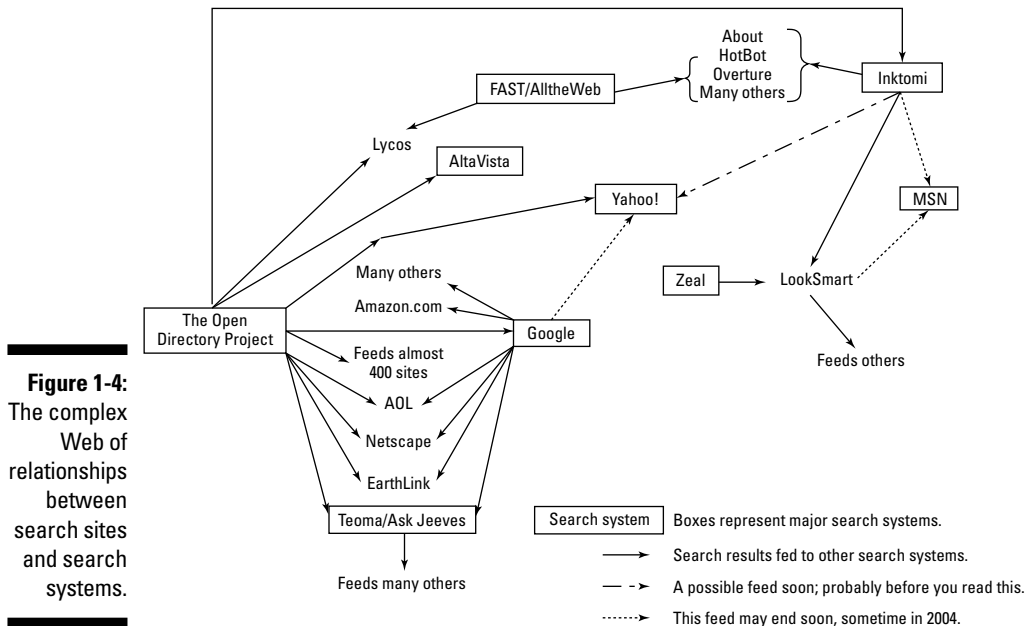 About
HotBot
Overture
Many others
Inktomi
FAST/AlltheWeb
Lycos
AltaVista
Yahoo!
MSN
Many others
Zeal
LookSmart
Amazon.com
The Open
Directory Project
Google
Feeds almost
400 sites
Feeds others
AOL
Netscape
EarthLink
Teoma/Ask Jeeves
Feeds many others
Figure 1-4:
The complex
Web of
relationships
between
search sites
and search
systems.
Search system
Boxes represent major search systems.
Search results fed to other search systems.
A possible feed soon; probably before you read this.
This feed may end soon, sometime in 2004.